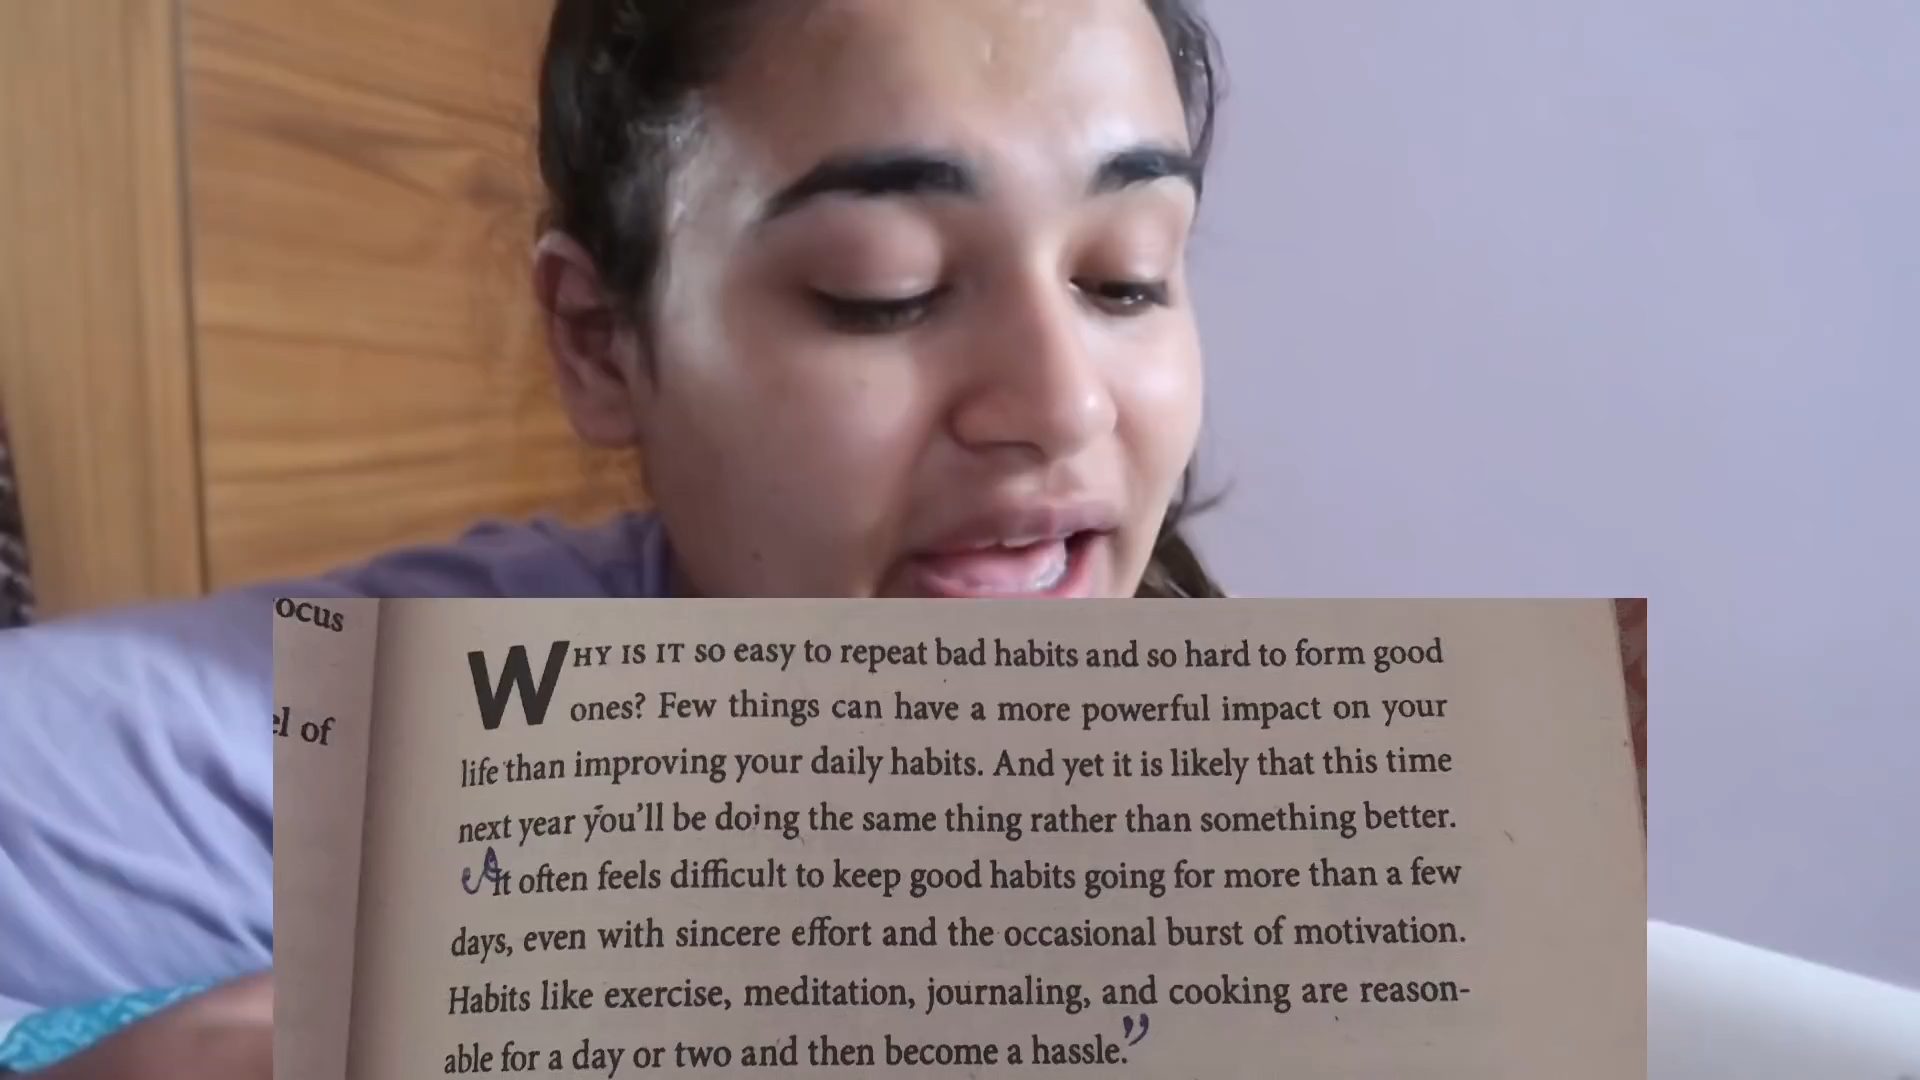 ocus
el of
WHY IS IT so easy to repeat bad habits and so hard to form good
ones? Few things can have a more powerful impact on your
life than improving your daily habits. And yet it is likely that this time
next year you'll be doing the same thing rather than something better.
It often feels difficult to keep good habits going for more than a few
days, even with sincere effort and the occasional burst of motivation.
Habits like exercise, meditation, journaling, and cooking are reason-
able for a day or two and then become a hassle.”